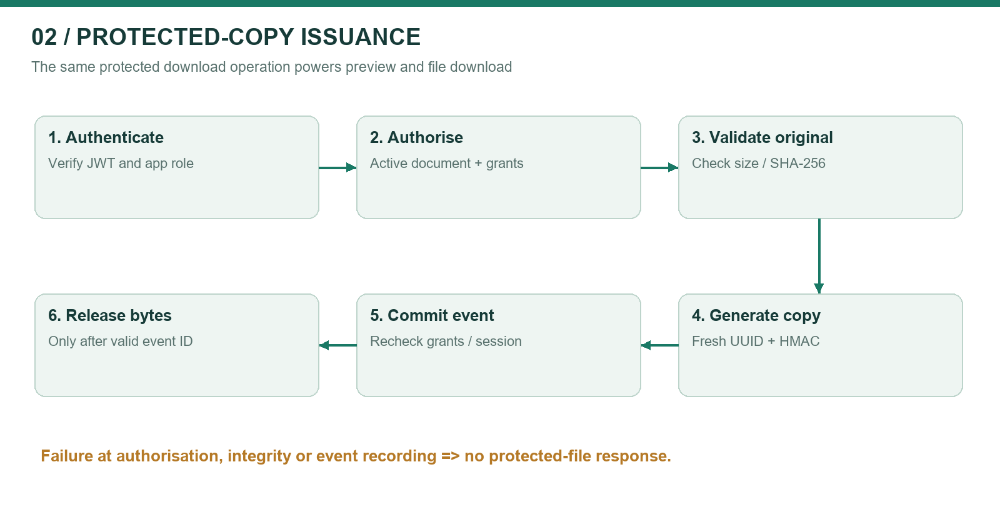 02 / PROTECTED-COPY ISSUANCE
The same protected download operation powers preview and file download
1. Authenticate
Verify JWT and app role
2. Authorise
Active document + grants
3. Validate original
Check size / SHA-256
4. Generate copy
Fresh UUID + HMAC
5. Commit event
Recheck grants / session
6. Release bytes
Only after valid event ID
Failure at authorisation, integrity or event recording => no protected-file response.